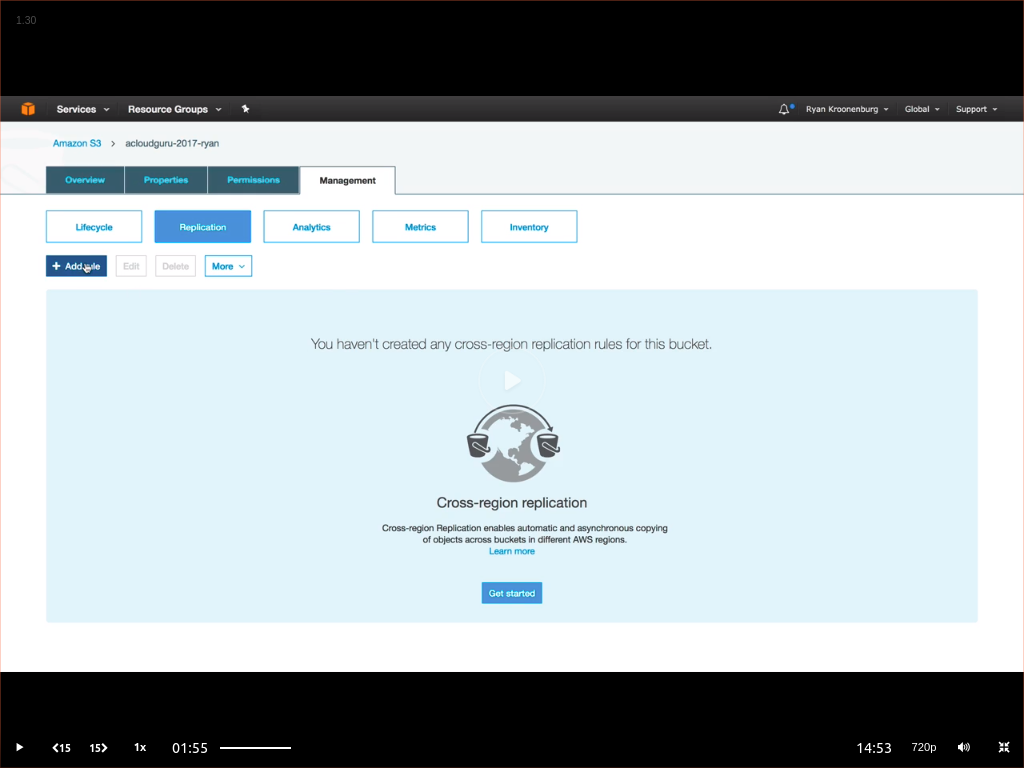 1.30
Services Resource Groups Ryan Kroonenburg Global Support
Amazon S3 > acloudguru-2017-ryan
Overview Properties Permissions Management
Lifecycle Replication Analytics Metrics Inventory
+ Add rule Edit Delete More
You haven't created any cross-region replication rules for this bucket.
Cross-region replication
Cross-region Replication enables automatic and asynchronous copying
of objects across buckets in different AWS regions.
Learn more
Get started
15 15 1x 01:55 14:53 720p